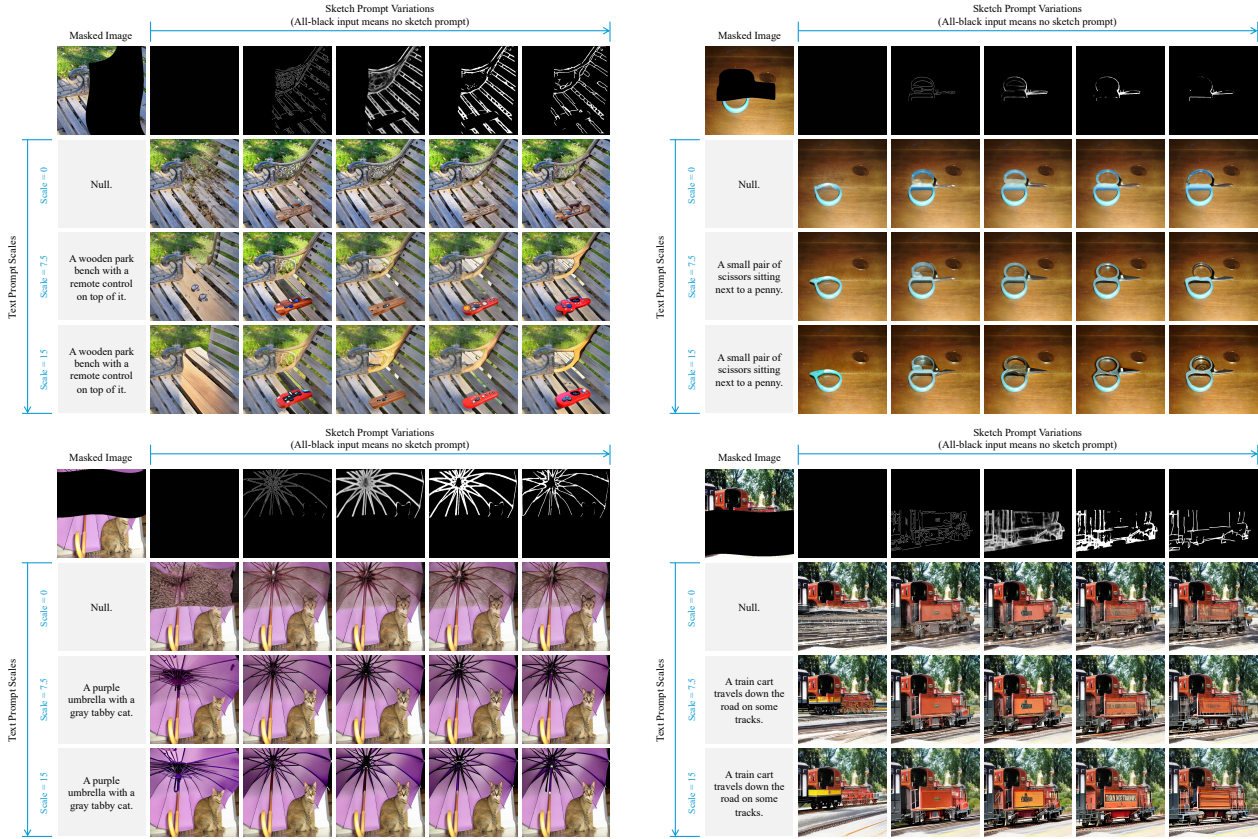 Sketch Prompt Variations
(All-black input means no sketch prompt)
Masked Image
Text Prompt Scales
Scale = 0
Null.
Scale = 7.5
A wooden park
bench with a
remote control
on top of it.
Scale = 15
A wooden park
bench with a
remote control
on top of it.
Sketch Prompt Variations
(All-black input means no sketch prompt)
Masked Image
Text Prompt Scales
Scale = 0
Null.
Scale = 7.5
A small pair of
scissors sitting
next to a penny.
Scale = 15
A small pair of
scissors sitting
next to a penny.
Sketch Prompt Variations
(All-black input means no sketch prompt)
Masked Image
Text Prompt Scales
Scale = 0
Null.
Scale = 7.5
A purple
umbrella with a
gray tabby cat.
Scale = 15
A purple
umbrella with a
gray tabby cat.
Sketch Prompt Variations
(All-black input means no sketch prompt)
Masked Image
Text Prompt Scales
Scale = 0
Null.
Scale = 7.5
A train cart
travels down the
road on some
tracks.
Scale = 15
A train cart
travels down the
road on some
tracks.